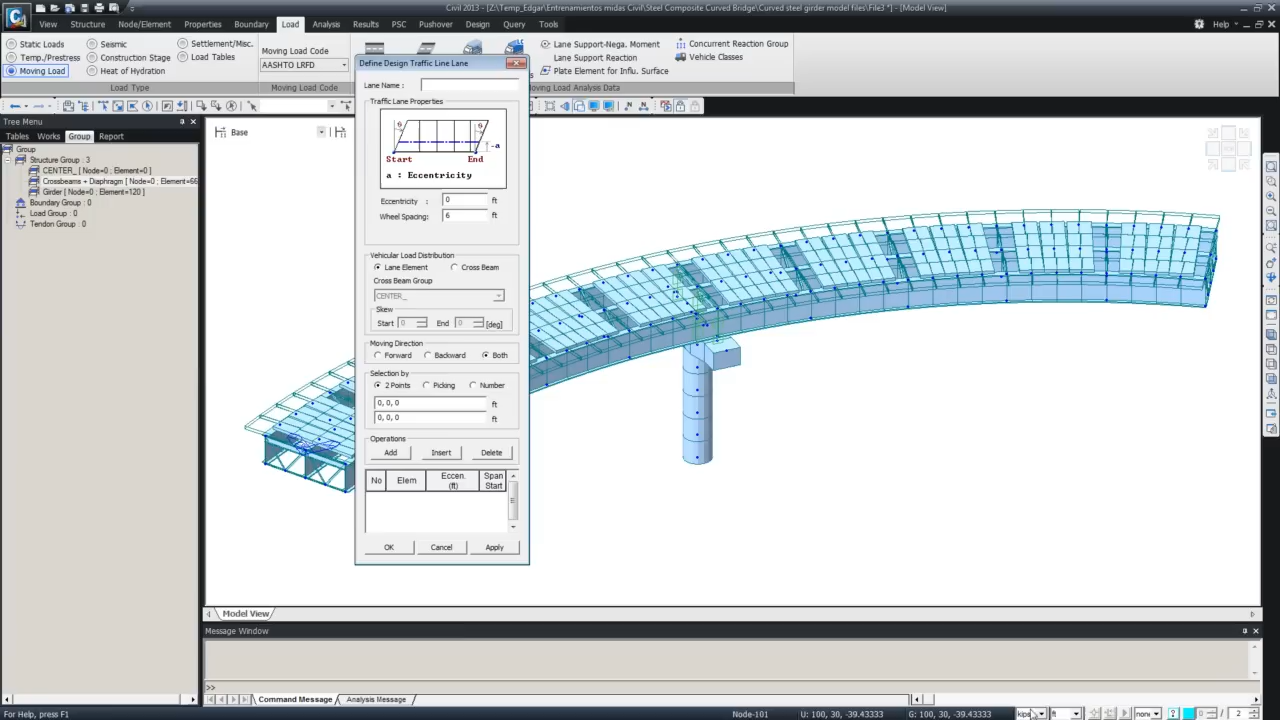 Civil 2013 - [Z:\Temp_Edgar\Entrenamientos midas Civil\Steel Composite Curved Bridge\Curved steel girder model files\File3 *] - [Model View]
View Structure Node/Element Properties Boundary Load Analysis Results PSC Pushover Design Query Tools Help
Static Loads Seismic Settlement/Misc.
Temp./Prestress Construction Stage Load Tables
Moving Load Heat of Hydration
Load Type
Moving Load Code
AASHTO LRFD
Moving Load Code
Lane Support-Nega. Moment Concurrent Reaction Group
Lane Support Reaction Vehicle Classes
Plate Element for Influ. Surface
Moving Load Analysis Data
Tree Menu
Tables Works Group Report
Group
Structure Group : 3
CENTER_ [ Node=0 ; Element=0 ]
Crossbeams + Diaphragm [ Node=0 ; Element=66
Girder [ Node=0 ; Element=120 ]
Boundary Group : 0
Load Group : 0
Tendon Group : 0
Base
Define Design Traffic Line Lane
Lane Name :
Traffic Lane Properties
θ θ
-a
Start End
a : Eccentricity
Eccentricity : 0 ft
Wheel Spacing: 6 ft
Vehicular Load Distribution
Lane Element Cross Beam
Cross Beam Group
CENTER_
Skew
Start 0 End 0 [deg]
Moving Direction
Forward Backward Both
Selection by
2 Points Picking Number
0, 0, 0 ft
0, 0, 0 ft
Operations
Add Insert Delete
No Elem Eccen. (ft) Span Start
OK Cancel Apply
Model View
Message Window
>>
Command Message Analysis Message
For Help, press F1
Node-101 U: 100, 30, -39.43333 G: 100, 30, -39.43333 kips ft none 0 / 2